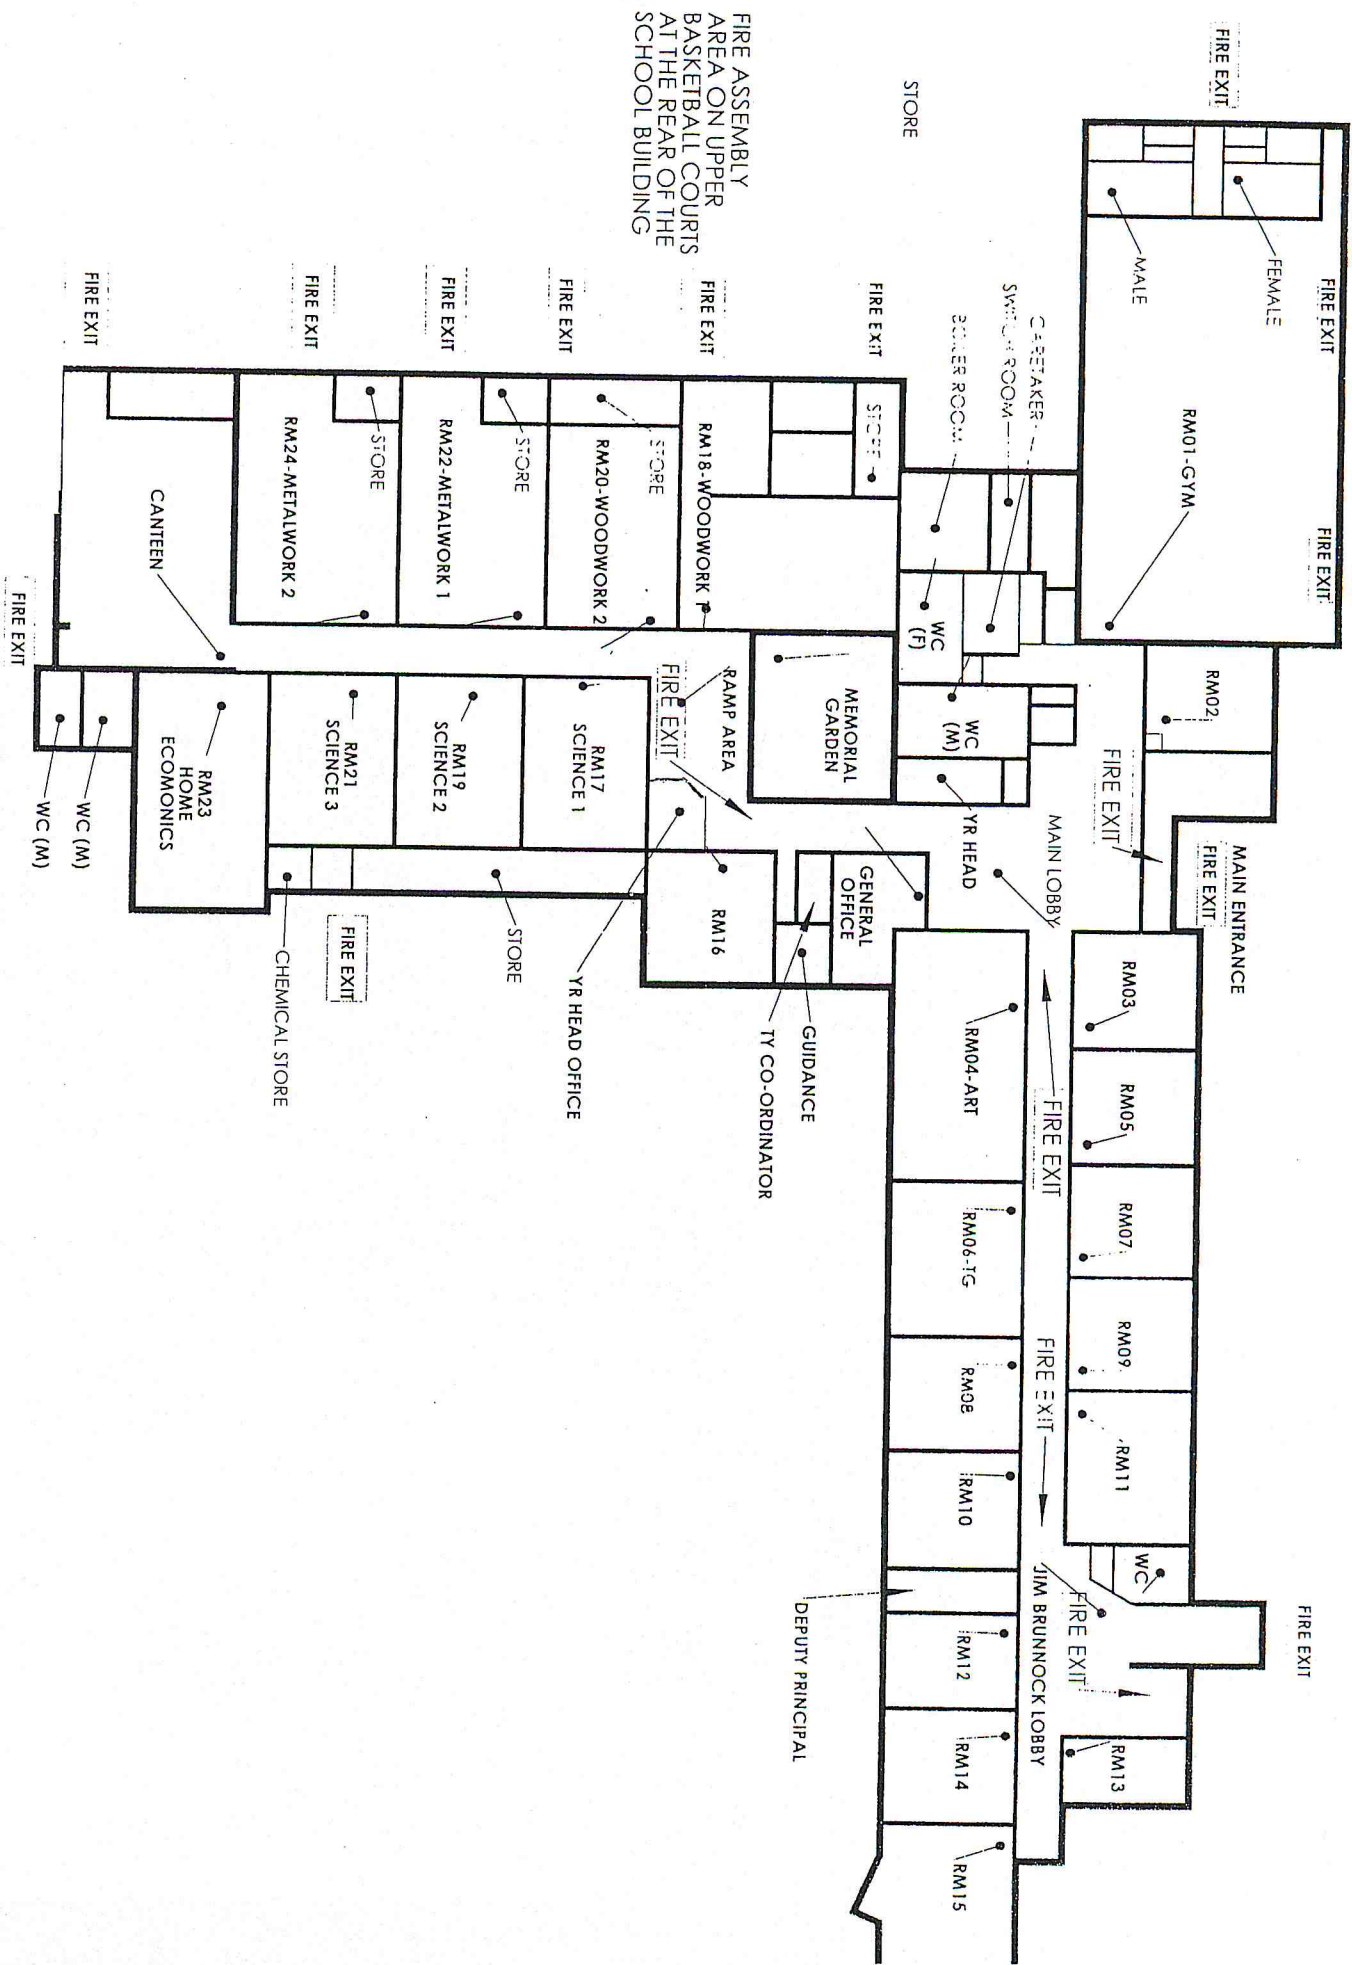 FIRE EXIT
FEMALE
MALE
FIRE EXIT
RM01-GYM
FIRE EXIT
STORE
CARETAKER
SWITCH ROOM
BOILER ROOM
RM02
FIRE EXIT
MAIN ENTRANCE
FIRE EXIT
MAIN LOBBY
YR HEAD
WC
(F)
WC
(M)
MEMORIAL
GARDEN
FIRE ASSEMBLY
AREA ON UPPER
BASKETBALL COURTS
AT THE REAR OF THE
SCHOOL BUILDING
FIRE EXIT
STORE
FIRE EXIT
RM18-WOODWORK 1
FIRE EXIT
STORE
RM20-WOODWORK 2
FIRE EXIT
STORE
RM22-METALWORK 1
FIRE EXIT
STORE
RM24-METALWORK 2
FIRE EXIT
CANTEEN
FIRE EXIT
RAMP AREA
FIRE EXIT
RM17
SCIENCE 1
RM19
SCIENCE 2
RM21
SCIENCE 3
RM23
HOME
ECOMONICS
WC (M)
WC (M)
GENERAL
OFFICE
RM16
GUIDANCE
TY CO-ORDINATOR
YR HEAD OFFICE
STORE
FIRE EXIT
CHEMICAL STORE
RM03
RM05
RM07
RM09
RM11
WC
FIRE EXIT
FIRE EXIT
FIRE EXIT
FIRE EXIT
JIM BRUNNOCK LOBBY
RM13
RM04-ART
RM06-TG
RM08
RM10
DEPUTY PRINCIPAL
RM12
RM14
RM15